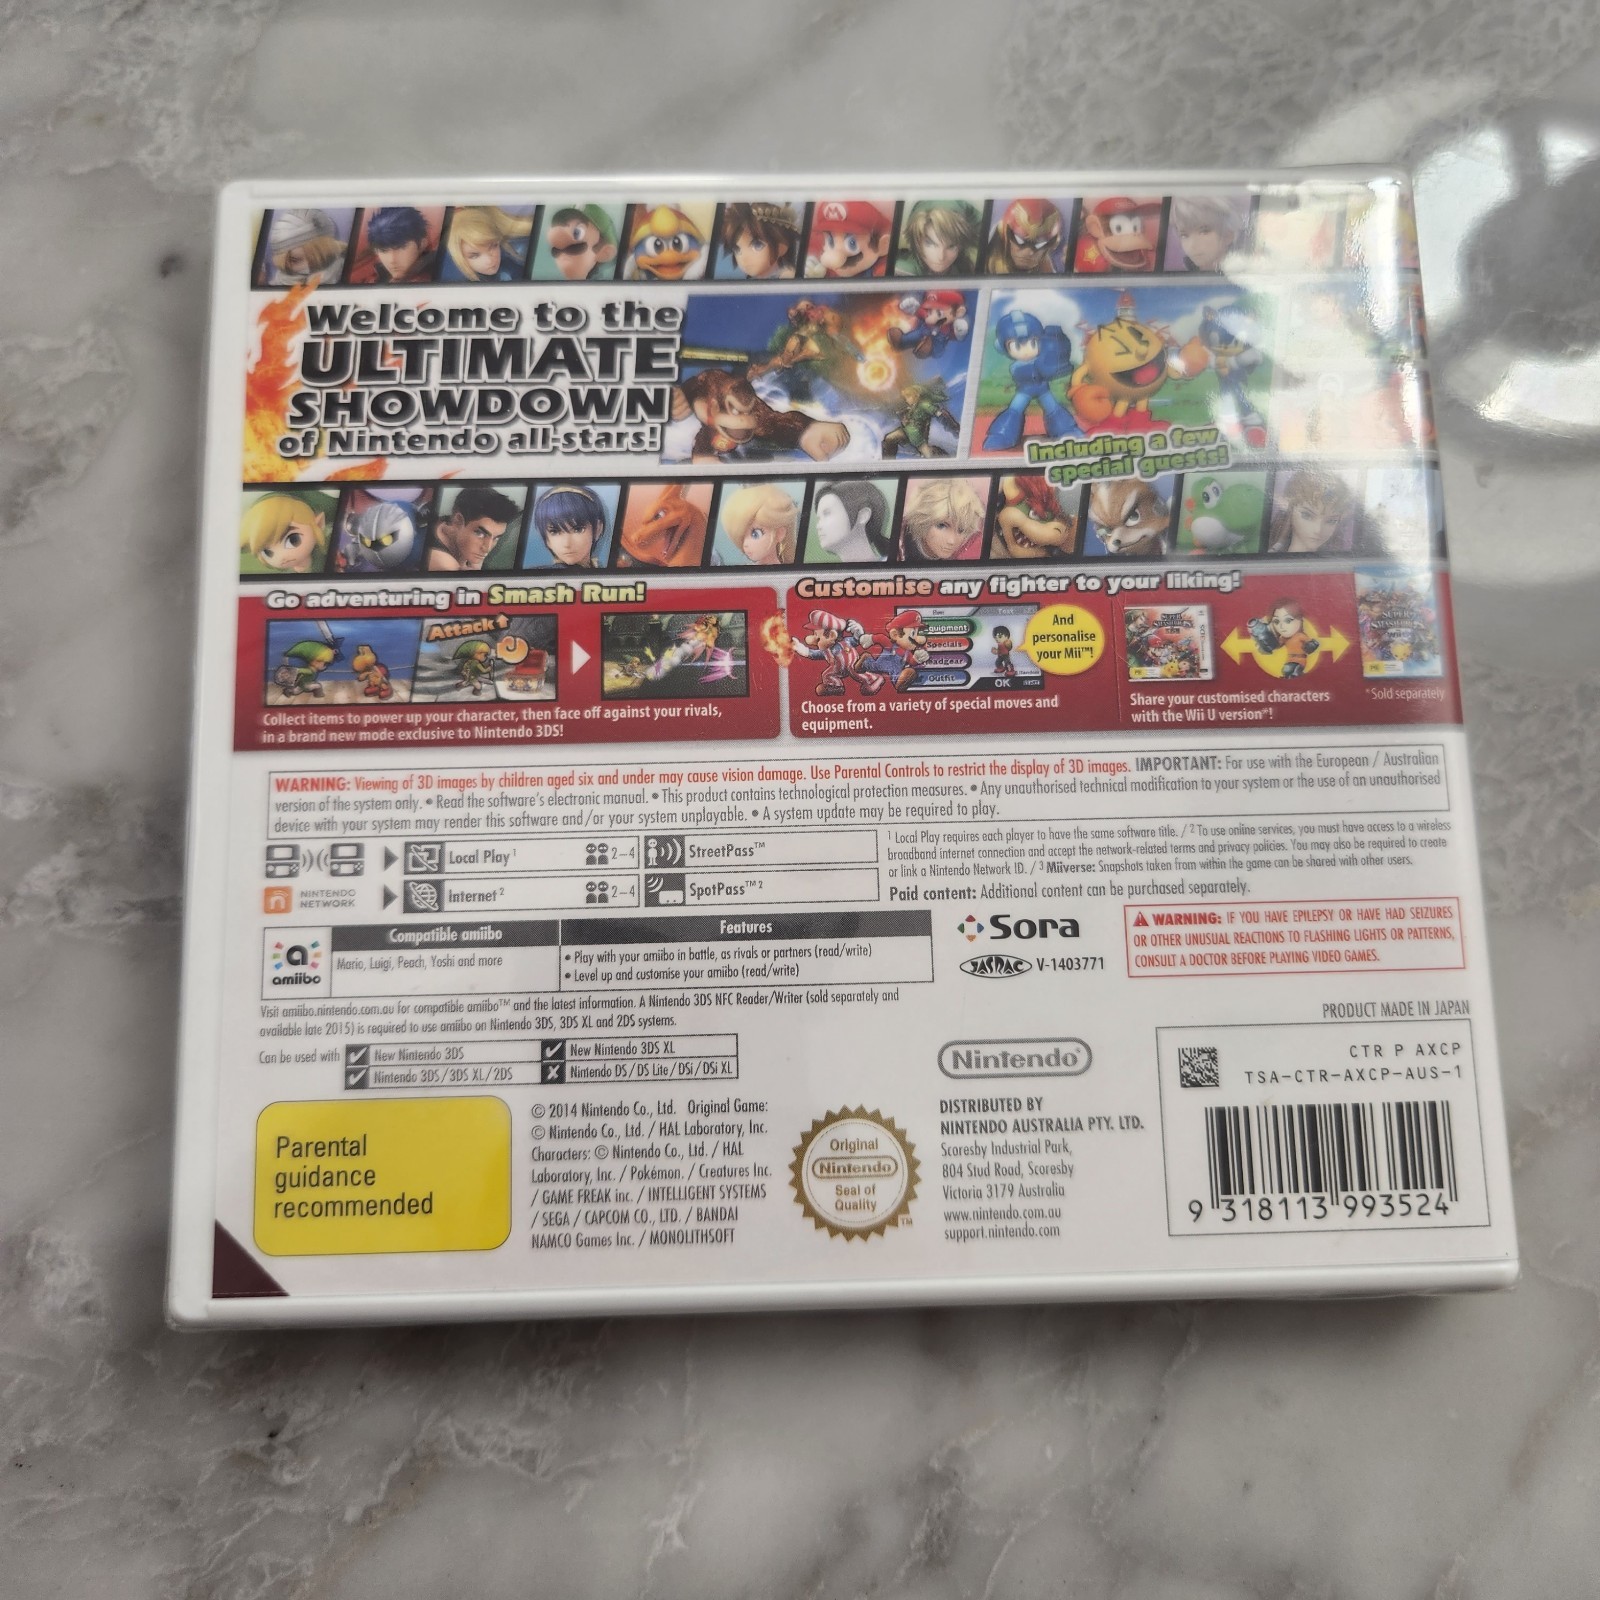 Welcome to the
ULTIMATE
SHOWDOWN
of Nintendo all-stars!
Including a few
special guests!
Go adventuring in Smash Run!
Attack
Collect items to power up your character, then face off against your rivals,
in a brand new mode exclusive to Nintendo 3DS!
Customise any fighter to your liking!
Specials
Outfit
OK
And
personalise
your Mii™!
Choose from a variety of special moves and
equipment.
Share your customised characters
with the Wii U version*!
*Sold separately
WARNING: Viewing of 3D images by children aged six and under may cause vision damage. Use Parental Controls to restrict the display of 3D images. IMPORTANT: For use with the European / Australian
version of the system only. • Read the software's electronic manual. • This product contains technological protection measures. • Any unauthorised technical modification to your system or the use of an unauthorised
device with your system may render this software and/or your system unplayable. • A system update may be required to play.
Local Play¹ 2–4
StreetPass™
NINTENDO
NETWORK
Internet² 2–4
SpotPass™²
¹ Local Play requires each player to have the same software title. / ² To use online services, you must have access to a wireless
broadband internet connection and accept the network-related terms and privacy policies. You may also be required to create
or link a Nintendo Network ID. / ³ Miiverse: Snapshots taken from within the game can be shared with other users.
Paid content: Additional content can be purchased separately.
amiibo
Compatible amiibo
Mario, Luigi, Peach, Yoshi and more
Features
• Play with your amiibo in battle, as rivals or partners (read/write)
• Level up and customise your amiibo (read/write)
Sora
JASRAC V-1403771
WARNING: IF YOU HAVE EPILEPSY OR HAVE HAD SEIZURES
OR OTHER UNUSUAL REACTIONS TO FLASHING LIGHTS OR PATTERNS,
CONSULT A DOCTOR BEFORE PLAYING VIDEO GAMES.
Visit amiibo.nintendo.com.au for compatible amiibo™ and the latest information. A Nintendo 3DS NFC Reader/Writer (sold separately and
available late 2015) is required to use amiibo on Nintendo 3DS, 3DS XL and 2DS systems.
Can be used with
New Nintendo 3DS
New Nintendo 3DS XL
Nintendo 3DS/3DS XL/2DS
Nintendo DS/DS Lite/DSi/DSi XL
Parental
guidance
recommended
© 2014 Nintendo Co., Ltd. Original Game:
© Nintendo Co., Ltd. / HAL Laboratory, Inc.
Characters: © Nintendo Co., Ltd. / HAL
Laboratory, Inc. / Pokémon. / Creatures Inc.
/ GAME FREAK inc. / INTELLIGENT SYSTEMS
/ SEGA / CAPCOM CO., LTD. / BANDAI
NAMCO Games Inc. / MONOLITHSOFT
Original
Nintendo
Seal of
Quality
™
Nintendo®
DISTRIBUTED BY
NINTENDO AUSTRALIA PTY. LTD.
Scoresby Industrial Park,
804 Stud Road, Scoresby
Victoria 3179 Australia
www.nintendo.com.au
support.nintendo.com
PRODUCT MADE IN JAPAN
CTR P AXCP
TSA-CTR-AXCP-AUS-1
9 318113 993524